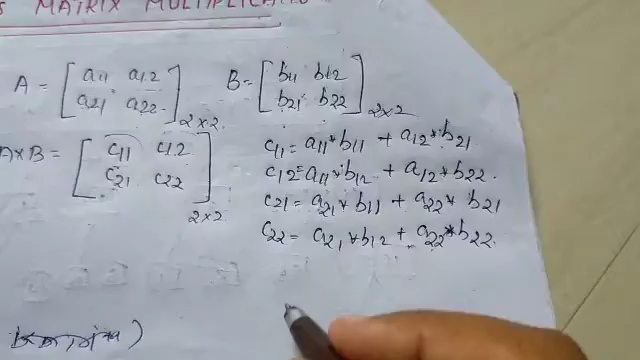 MATRIX MULTIPLICATIO
A = [ a11 a12
a21 a22 ] 2×2
B = [ b11 b12
b21 b22 ] 2×2
A×B = [ c11 c12
c21 c22 ] 2×2
c11 = a11*b11 + a12*b21
c12 = a11*b12 + a12*b22
c21 = a21*b11 + a22*b21
c22 = a21*b12 + a22*b22